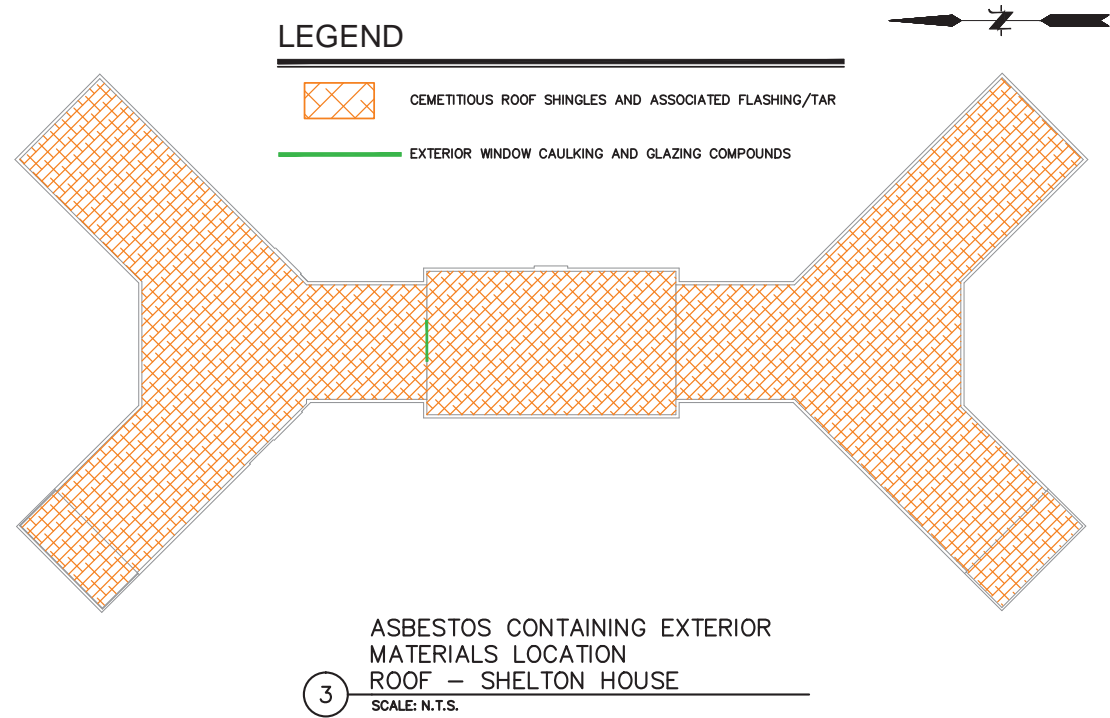 LEGEND
N
CEMETITIOUS ROOF SHINGLES AND ASSOCIATED FLASHING/TAR
EXTERIOR WINDOW CAULKING AND GLAZING COMPOUNDS
ASBESTOS CONTAINING EXTERIOR
MATERIALS LOCATION
ROOF – SHELTON HOUSE
3
SCALE: N.T.S.